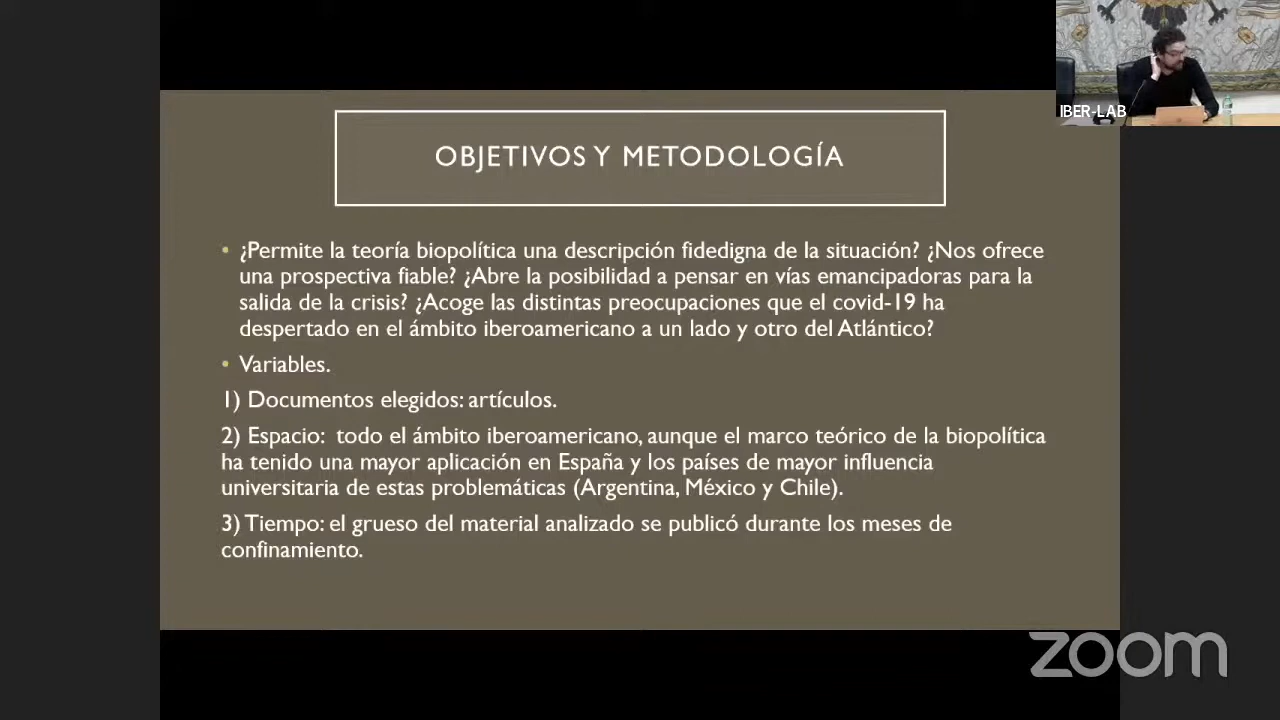 OBJETIVOS Y METODOLOGÍA
IBER-LAB
• ¿Permite la teoría biopolítica una descripción fidedigna de la situación? ¿Nos ofrece
una prospectiva fiable? ¿Abre la posibilidad a pensar en vías emancipadoras para la
salida de la crisis? ¿Acoge las distintas preocupaciones que el covid-19 ha
despertado en el ámbito iberoamericano a un lado y otro del Atlántico?
• Variables.
1) Documentos elegidos: artículos.
2) Espacio: todo el ámbito iberoamericano, aunque el marco teórico de la biopolítica
ha tenido una mayor aplicación en España y los países de mayor influencia
universitaria de estas problemáticas (Argentina, México y Chile).
3) Tiempo: el grueso del material analizado se publicó durante los meses de
confinamiento.
zoom